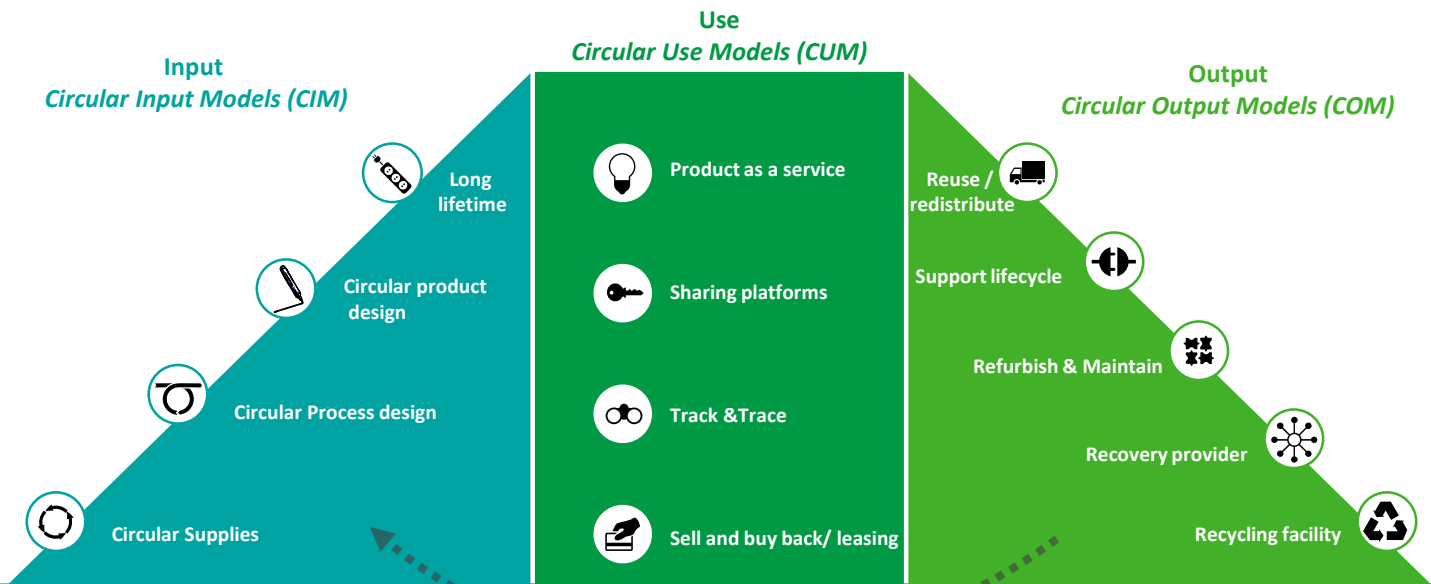 Input
Circular Input Models (CIM)
Long
lifetime
Circular product
design
Circular Process design
Circular Supplies
Use
Circular Use Models (CUM)
Product as a service
Sharing platforms
Track &Trace
Sell and buy back/ leasing
Output
Circular Output Models (COM)
Reuse /
redistribute
Support lifecycle
Refurbish & Maintain
Recovery provider
Recycling facility